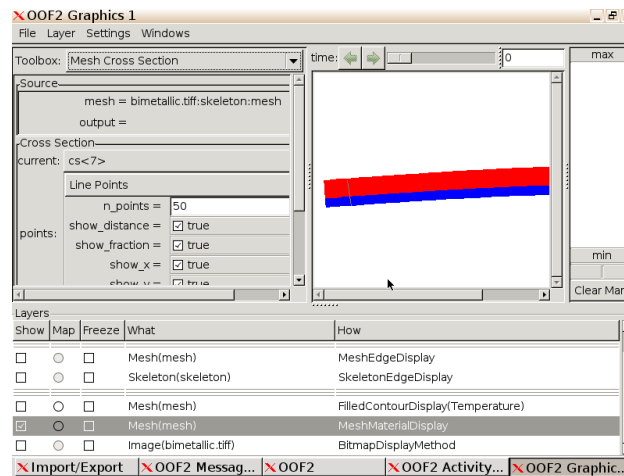 OOF2 Graphics 1
File Layer Settings Windows
Toolbox: Mesh Cross Section
time: 0
max
Source
mesh = bimetallic.tiff:skeleton:mesh
output =
Cross Section
current: cs<7>
Line Points
n_points = 50
points:
show_distance = true
show_fraction = true
show_x = true
show_y = true
min
Clear Mar
Layers
Show Map Freeze What How
Mesh(mesh) MeshEdgeDisplay
Skeleton(skeleton) SkeletonEdgeDisplay
Mesh(mesh) FilledContourDisplay(Temperature)
Mesh(mesh) MeshMaterialDisplay
Image(bimetallic.tiff) BitmapDisplayMethod
Import/Export OOF2 Messag... OOF2 OOF2 Activity... OOF2 Graphic...